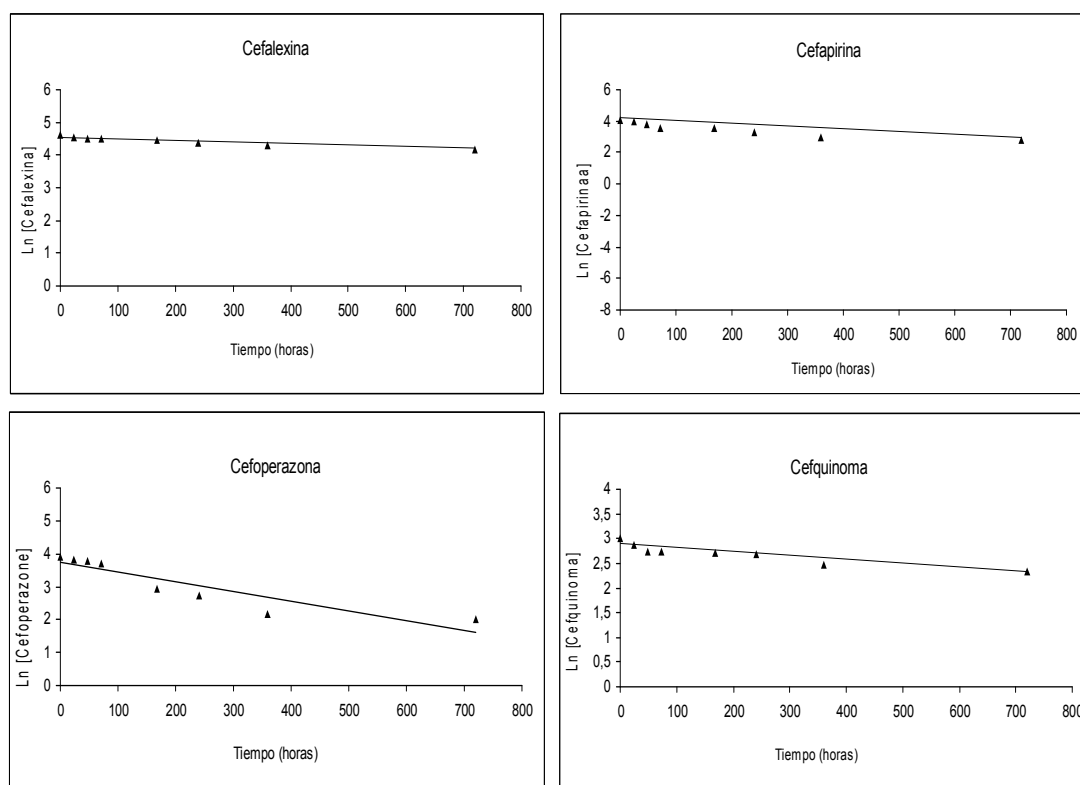 Cefalexina
6
5
4
3
2
1
0
Ln [Cefalexina]
0 100 200 300 400 500 600 700 800
Tiempo (horas)
Cefapirina
6
4
2
0
-2
-4
-6
-8
Ln [Cefapirinaa]
0 100 200 300 400 500 600 700 800
Tiempo (horas)
Cefoperazona
6
5
4
3
2
1
0
Ln [Cefoperazone]
0 100 200 300 400 500 600 700 800
Tiempo (horas)
Cefquinoma
4
3,5
3
2,5
2
1,5
1
0,5
0
Ln [Cefquinoma]
0 100 200 300 400 500 600 700 800
Tiempo (horas)